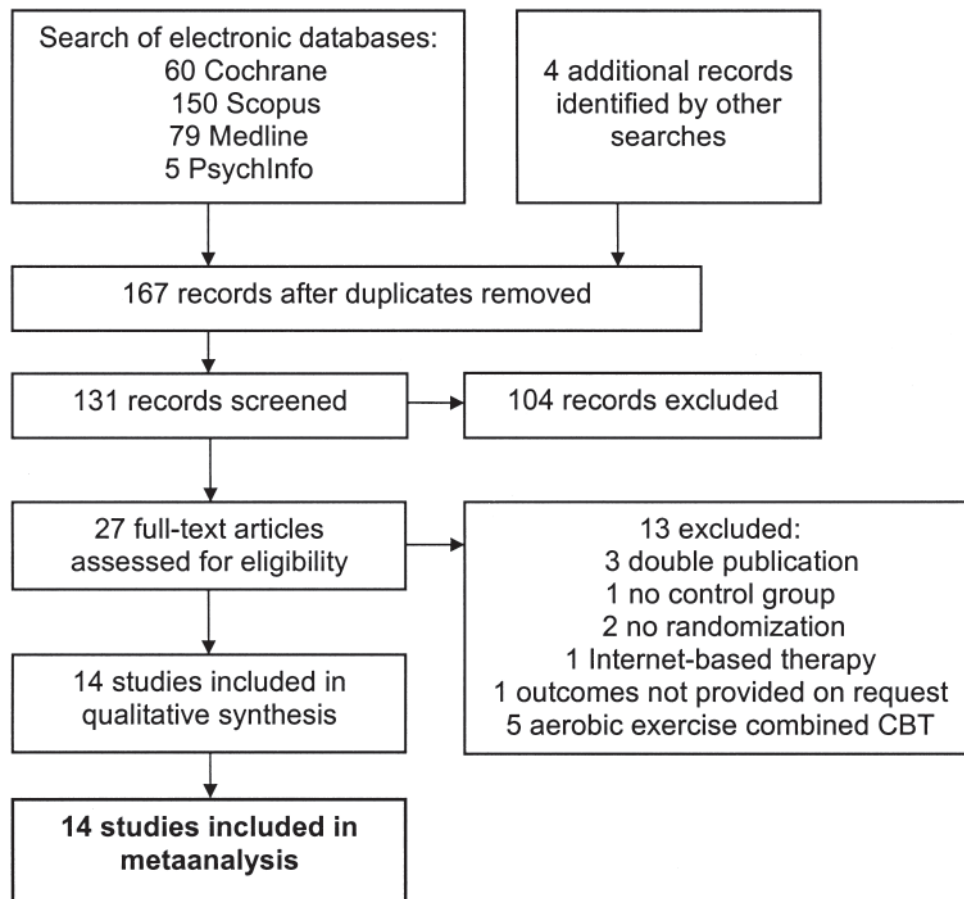 Search of electronic databases:
60 Cochrane
150 Scopus
79 Medline
5 PsychInfo
4 additional records
identified by other
searches
167 records after duplicates removed
131 records screened
104 records excluded
27 full-text articles
assessed for eligibility
13 excluded:
3 double publication
1 no control group
2 no randomization
1 Internet-based therapy
1 outcomes not provided on request
5 aerobic exercise combined CBT
14 studies included in
qualitative synthesis
14 studies included in
metaanalysis